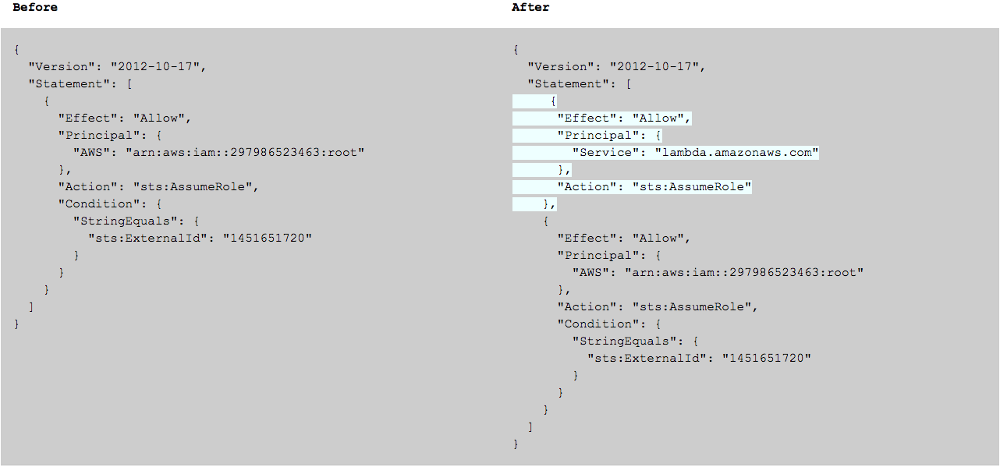 Before
{
  "Version": "2012-10-17",
  "Statement": [
    {
      "Effect": "Allow",
      "Principal": {
        "AWS": "arn:aws:iam::297986523463:root"
      },
      "Action": "sts:AssumeRole",
      "Condition": {
        "StringEquals": {
          "sts:ExternalId": "1451651720"
        }
      }
    }
  ]
}
After
{
  "Version": "2012-10-17",
  "Statement": [
     {
      "Effect": "Allow",
      "Principal": {
        "Service": "lambda.amazonaws.com"
      },
      "Action": "sts:AssumeRole"
    },
    {
      "Effect": "Allow",
      "Principal": {
        "AWS": "arn:aws:iam::297986523463:root"
      },
      "Action": "sts:AssumeRole",
      "Condition": {
        "StringEquals": {
          "sts:ExternalId": "1451651720"
        }
      }
    }
  ]
}